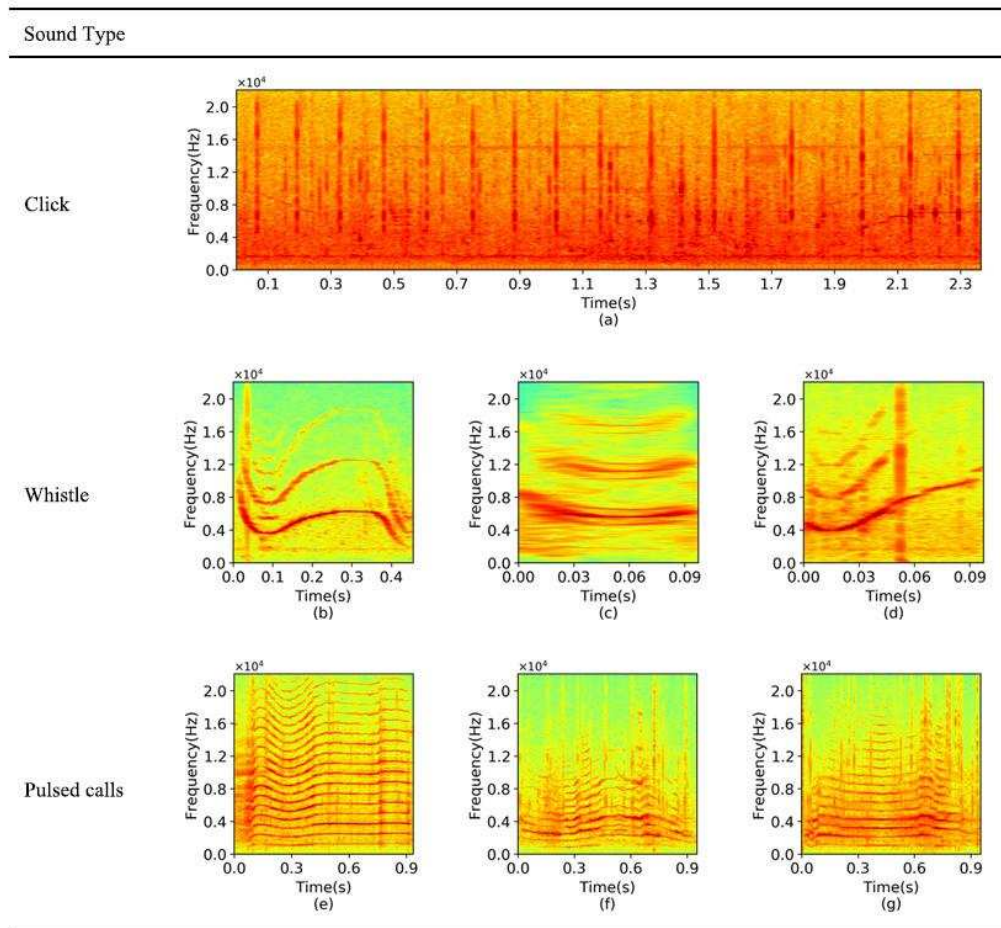 Sound Type
Click
×10⁴
Frequency(Hz)
2.0
1.6
1.2
0.8
0.4
0.0
0.1 0.3 0.5 0.7 0.9 1.1 1.3 1.5 1.7 1.9 2.1 2.3
Time(s)
(a)
Whistle
×10⁴
Frequency(Hz)
2.0
1.6
1.2
0.8
0.4
0.0
0.0 0.1 0.2 0.3 0.4
Time(s)
(b)
×10⁴
Frequency(Hz)
2.0
1.6
1.2
0.8
0.4
0.0
0.00 0.03 0.06 0.09
Time(s)
(c)
×10⁴
Frequency(Hz)
2.0
1.6
1.2
0.8
0.4
0.0
0.00 0.03 0.06 0.09
Time(s)
(d)
Pulsed calls
×10⁴
Frequency(Hz)
2.0
1.6
1.2
0.8
0.4
0.0
0.0 0.3 0.6 0.9
Time(s)
(e)
×10⁴
Frequency(Hz)
2.0
1.6
1.2
0.8
0.4
0.0
0.0 0.3 0.6 0.9
Time(s)
(f)
×10⁴
Frequency(Hz)
2.0
1.6
1.2
0.8
0.4
0.0
0.0 0.3 0.6 0.9
Time(s)
(g)